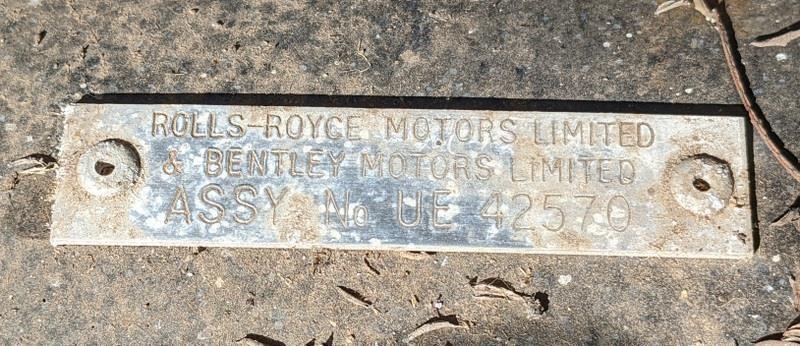 ROLLS-ROYCE MOTORS LIMITED
& BENTLEY MOTORS LIMITED
ASSY No UE 42570